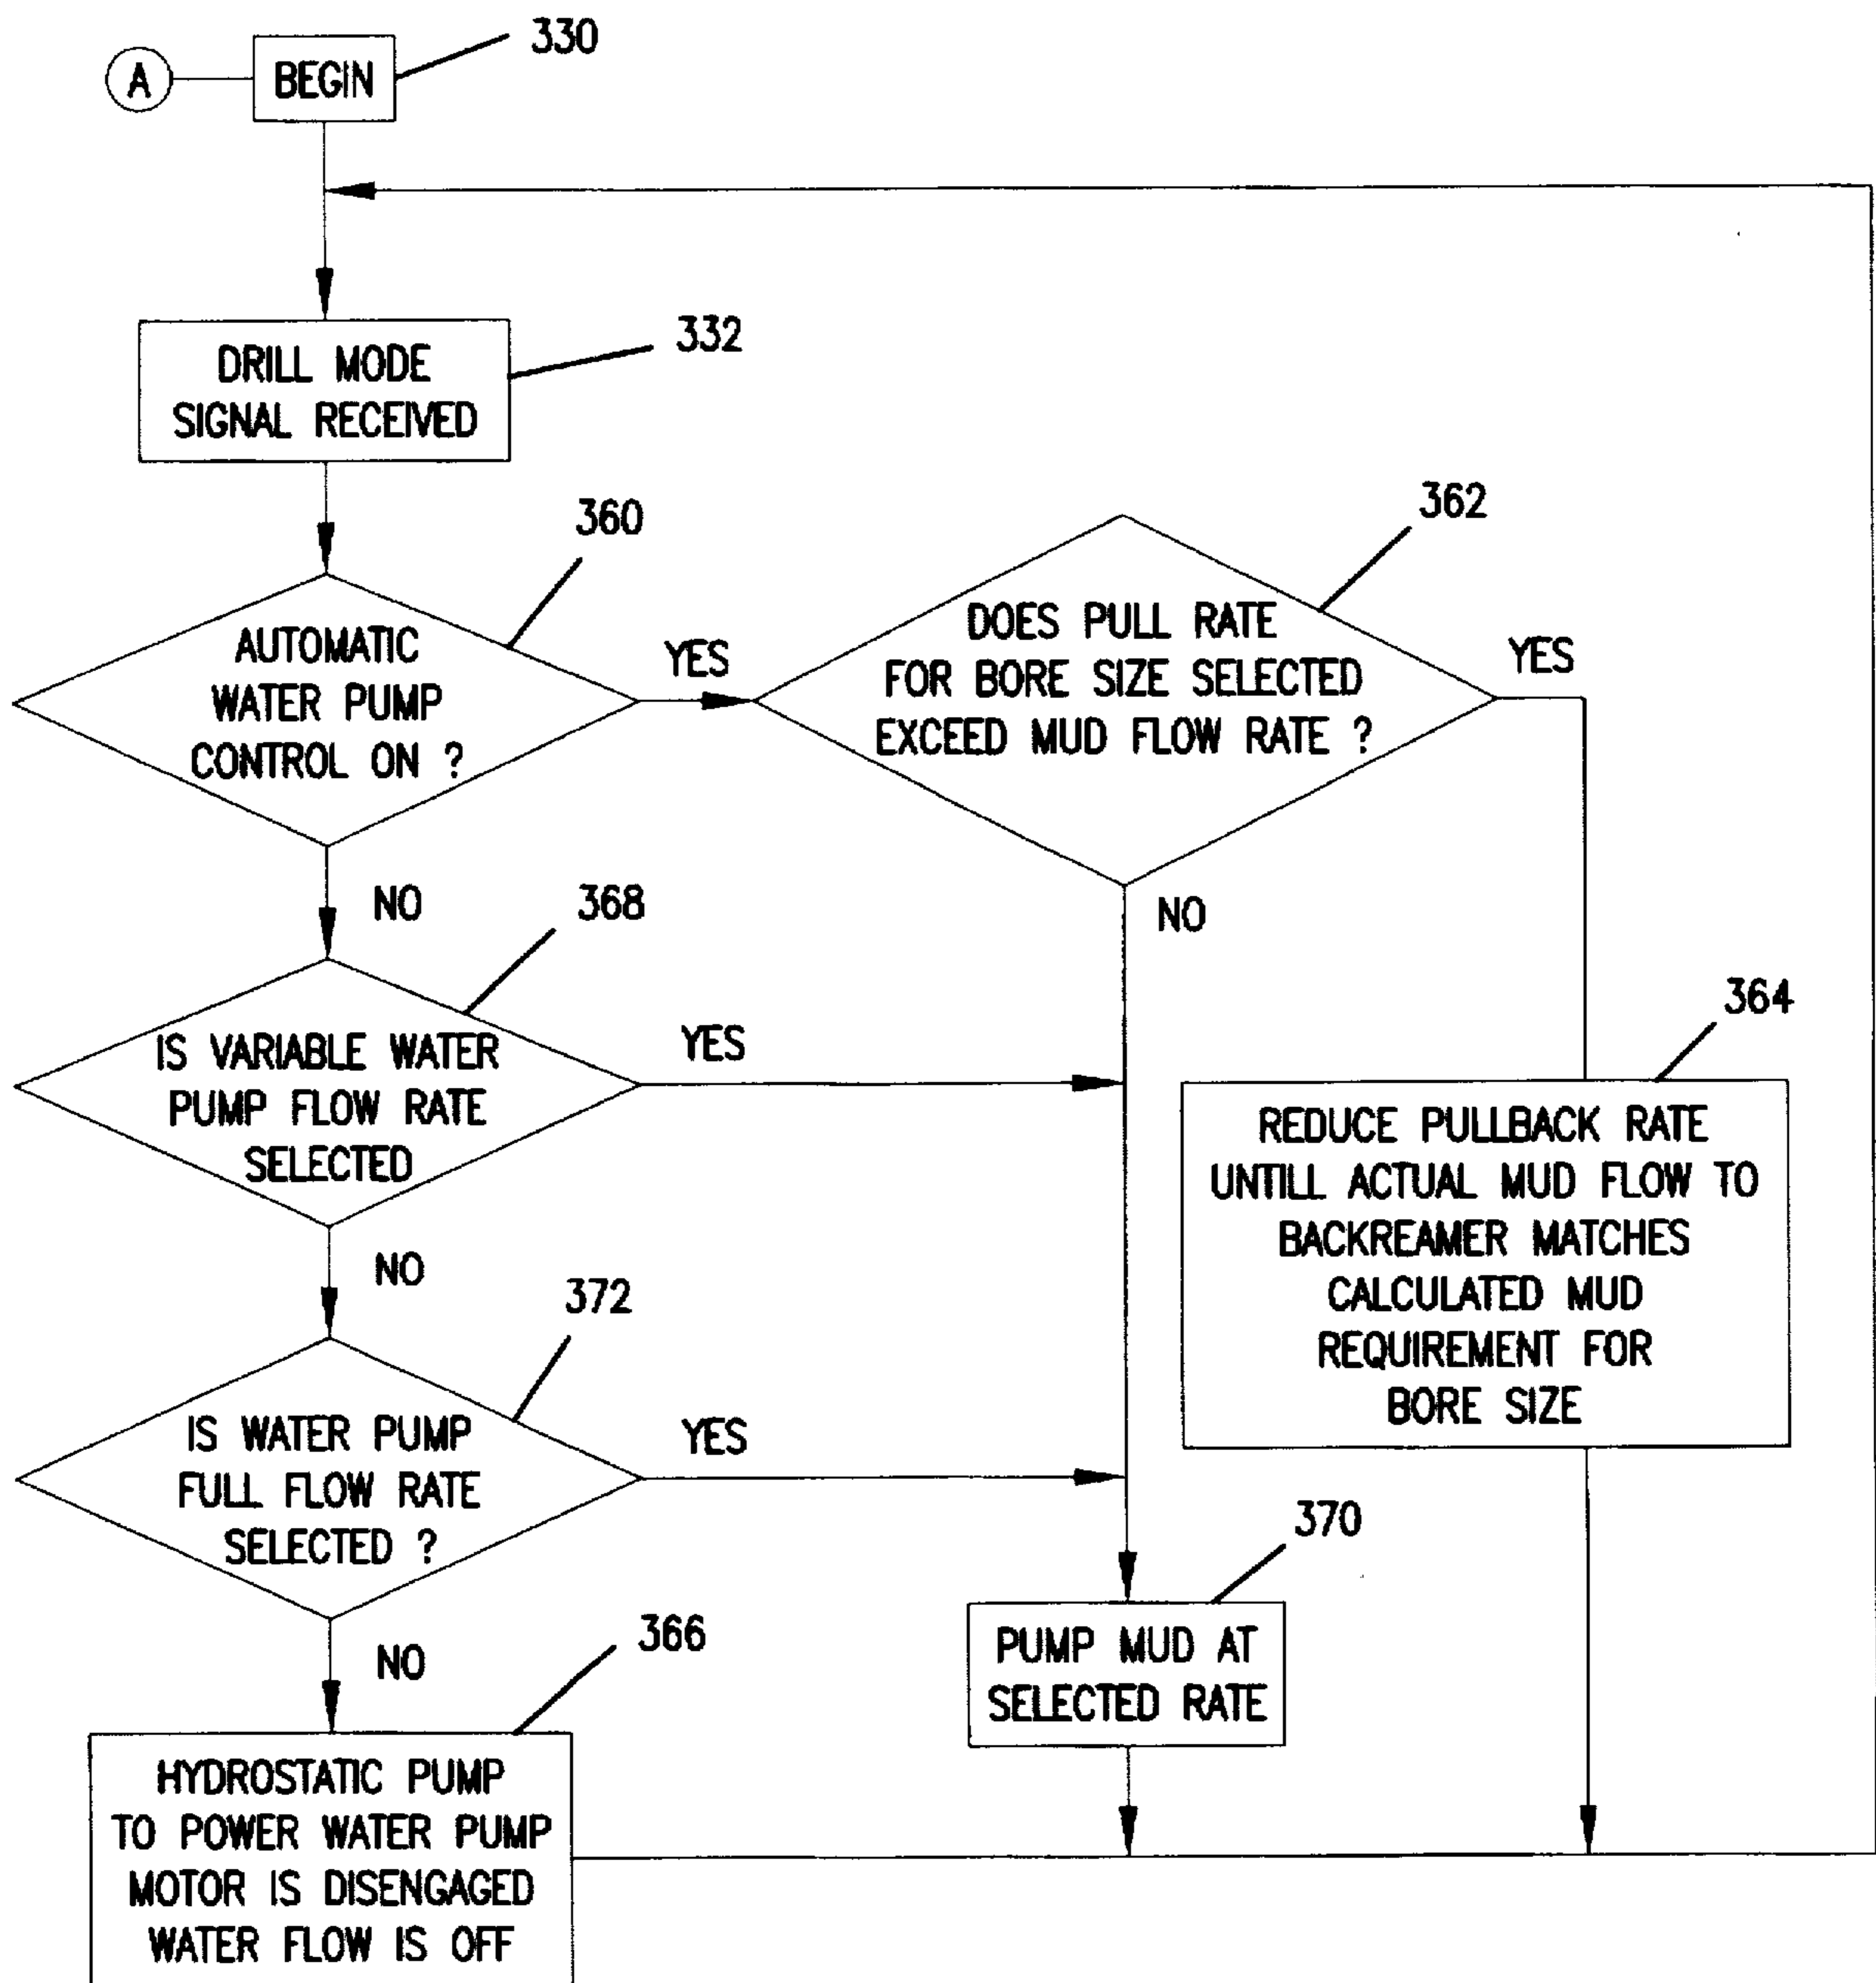 330
A
BEGIN
332
DRILL MODE
SIGNAL RECEIVED
360
362
AUTOMATIC
WATER PUMP
CONTROL ON ?
YES
DOES PULL RATE
FOR BORE SIZE SELECTED
EXCEED MUD FLOW RATE ?
YES
NO
NO
368
IS VARIABLE WATER
PUMP FLOW RATE
SELECTED
YES
364
REDUCE PULLBACK RATE
UNTILL ACTUAL MUD FLOW TO
BACKREAMER MATCHES
CALCULATED MUD
REQUIREMENT FOR
BORE SIZE
NO
372
IS WATER PUMP
FULL FLOW RATE
SELECTED ?
YES
370
PUMP MUD AT
SELECTED RATE
NO
366
HYDROSTATIC PUMP
TO POWER WATER PUMP
MOTOR IS DISENGAGED
WATER FLOW IS OFF